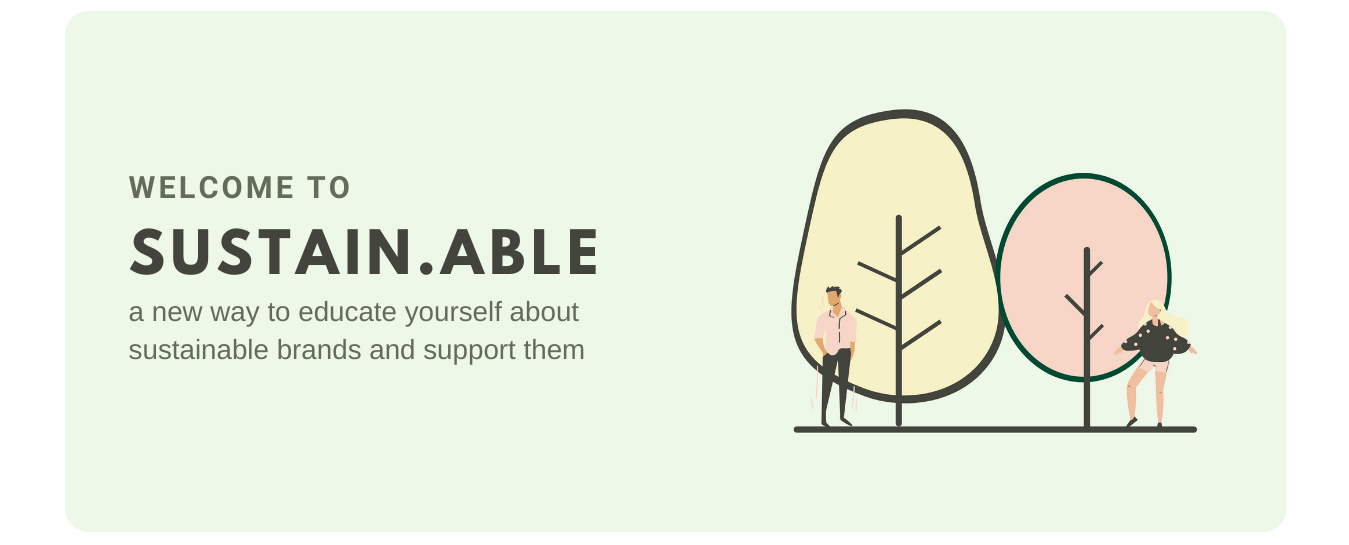 WELCOME TO
SUSTAIN.ABLE
a new way to educate yourself about
sustainable brands and support them